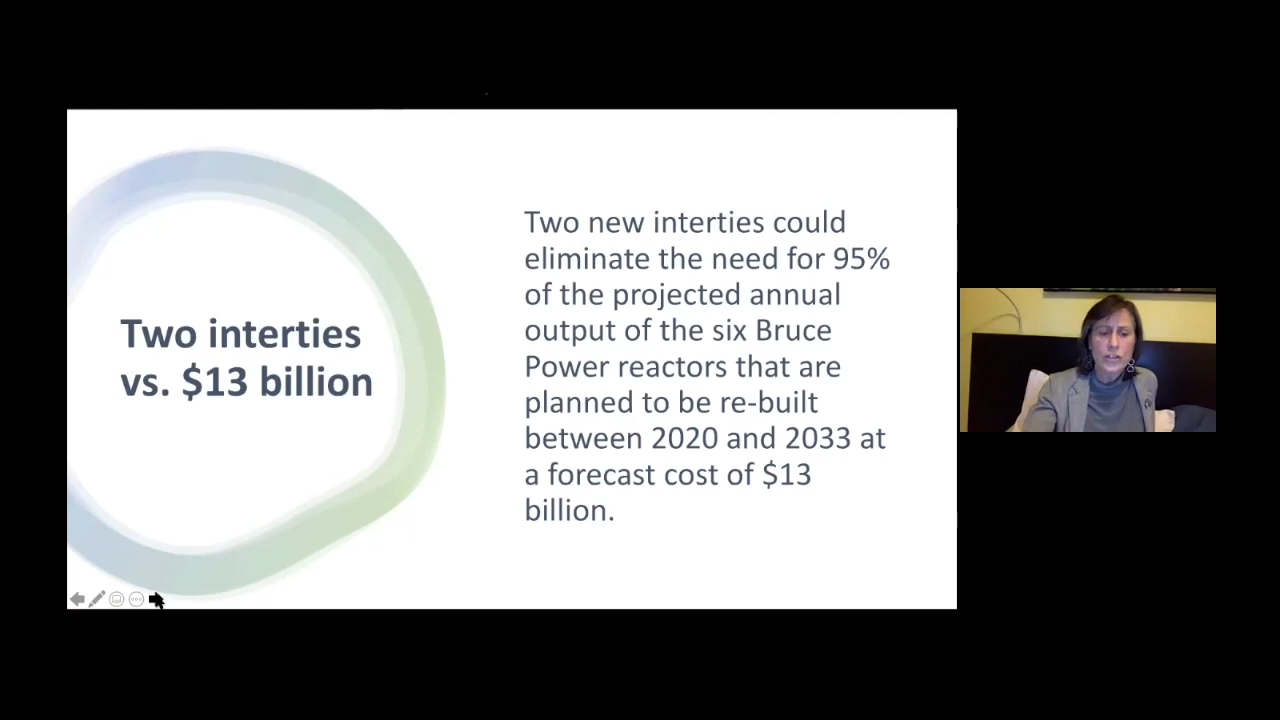 Two interties
vs. $13 billion
Two new interties could
eliminate the need for 95%
of the projected annual
output of the six Bruce
Power reactors that are
planned to be re-built
between 2020 and 2033 at
a forecast cost of $13
billion.